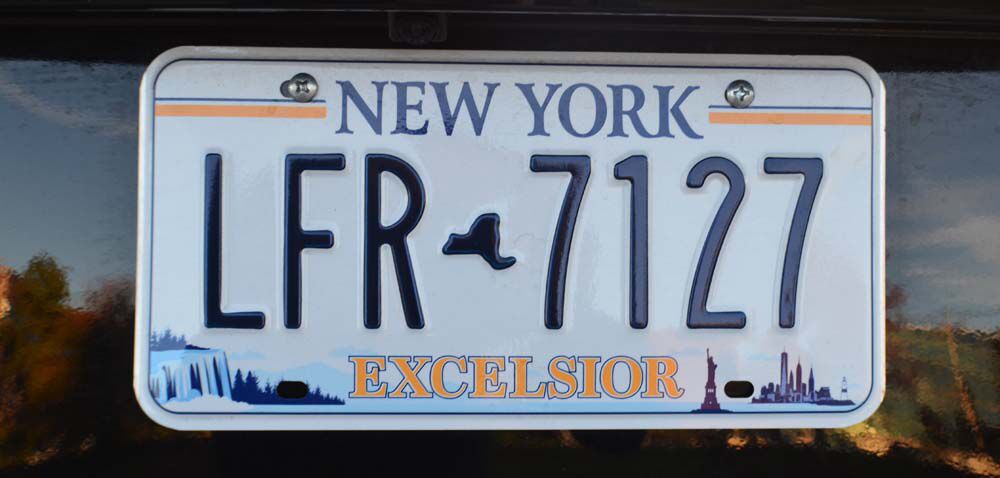 NEW YORK
LFR 7127
EXCELSIOR